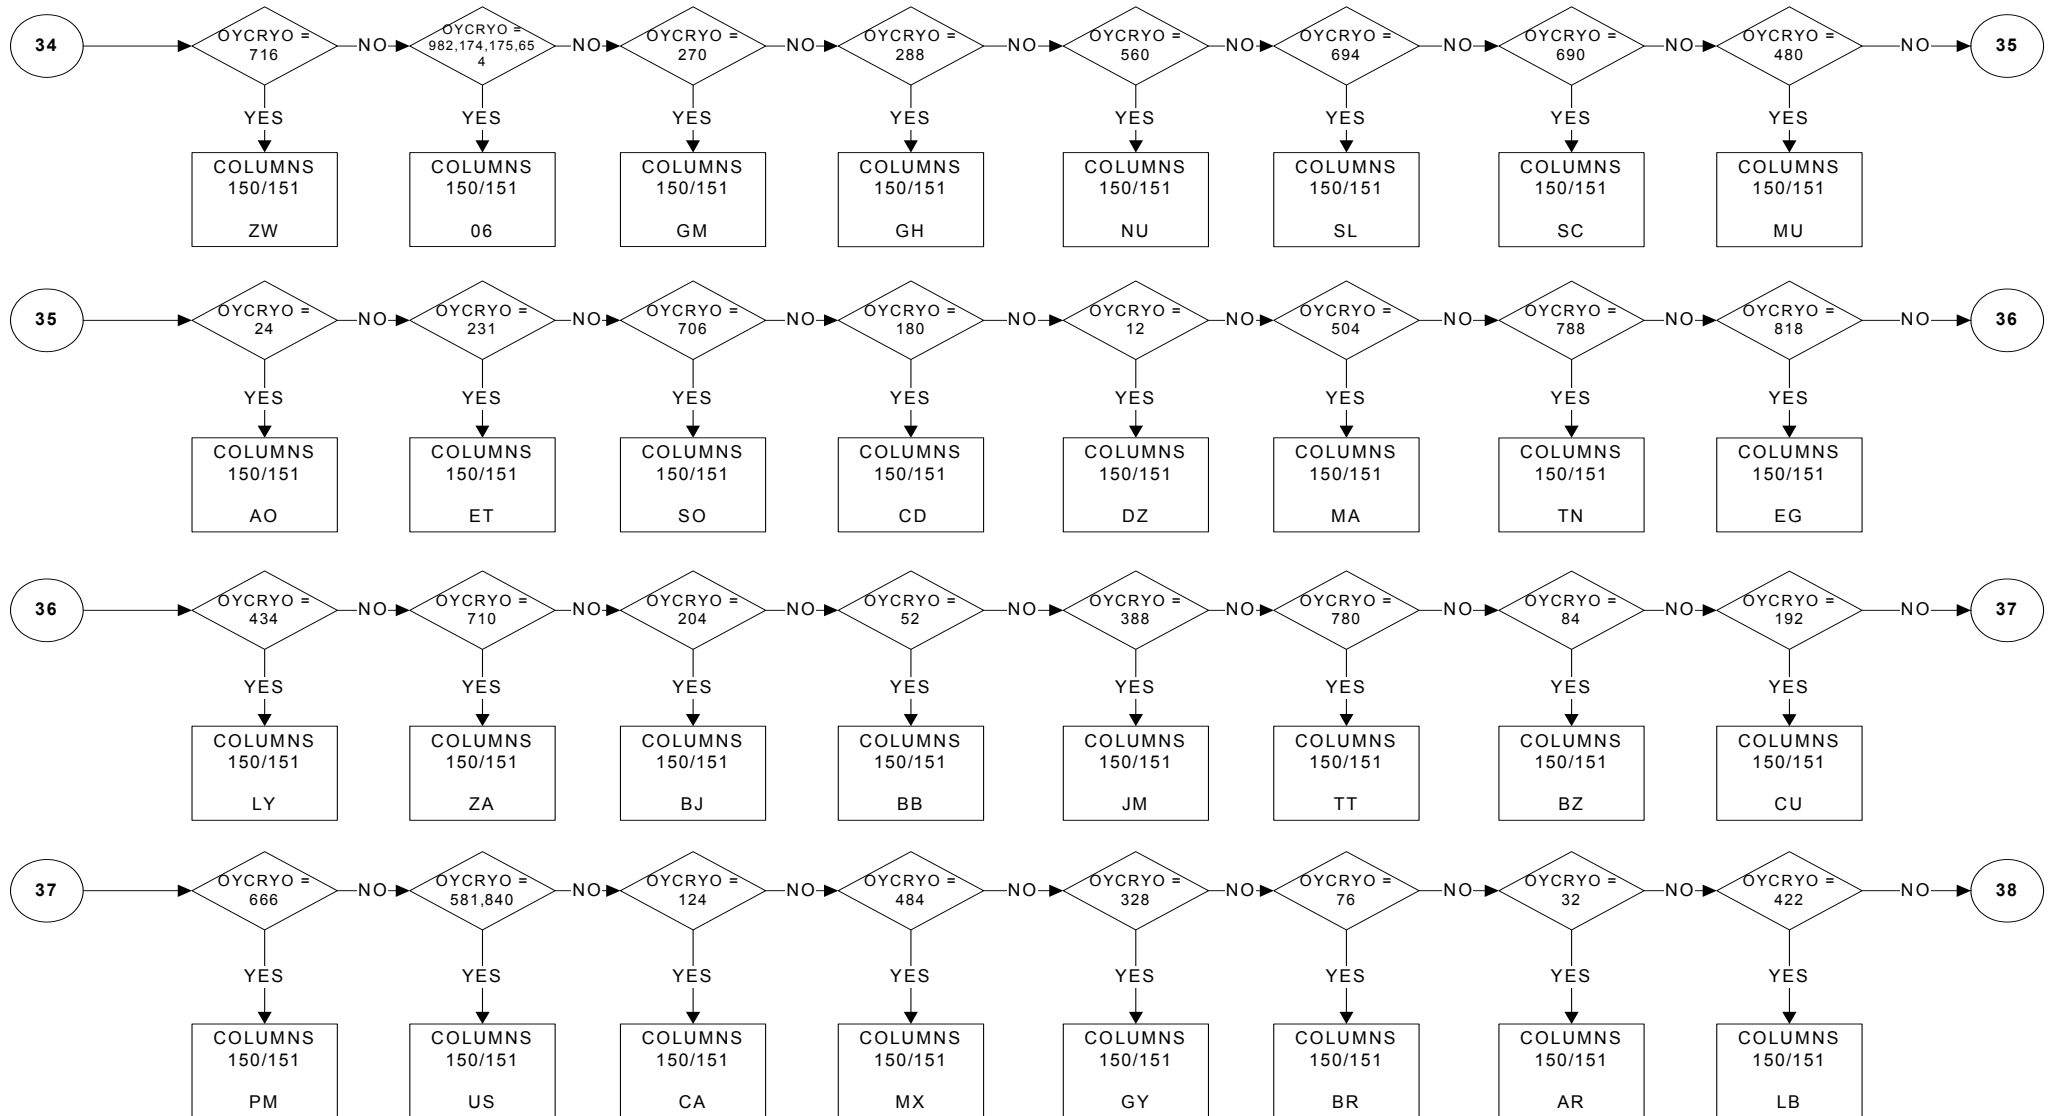 34
OYCRYO =
716
NO
OYCRYO =
982,174,175,65
4
NO
OYCRYO =
270
NO
OYCRYO =
288
NO
OYCRYO =
560
NO
OYCRYO =
694
NO
OYCRYO =
690
NO
OYCRYO =
480
NO
35
YES
YES
YES
YES
YES
YES
YES
YES
COLUMNS
150/151
ZW
COLUMNS
150/151
06
COLUMNS
150/151
GM
COLUMNS
150/151
GH
COLUMNS
150/151
NU
COLUMNS
150/151
SL
COLUMNS
150/151
SC
COLUMNS
150/151
MU
35
OYCRYO =
24
NO
OYCRYO =
231
NO
OYCRYO =
706
NO
OYCRYO =
180
NO
OYCRYO =
12
NO
OYCRYO =
504
NO
OYCRYO =
788
NO
OYCRYO =
818
NO
36
YES
YES
YES
YES
YES
YES
YES
YES
COLUMNS
150/151
AO
COLUMNS
150/151
ET
COLUMNS
150/151
SO
COLUMNS
150/151
CD
COLUMNS
150/151
DZ
COLUMNS
150/151
MA
COLUMNS
150/151
TN
COLUMNS
150/151
EG
36
OYCRYO =
434
NO
OYCRYO =
710
NO
OYCRYO =
204
NO
OYCRYO =
52
NO
OYCRYO =
388
NO
OYCRYO =
780
NO
OYCRYO =
84
NO
OYCRYO =
192
NO
37
YES
YES
YES
YES
YES
YES
YES
YES
COLUMNS
150/151
LY
COLUMNS
150/151
ZA
COLUMNS
150/151
BJ
COLUMNS
150/151
BB
COLUMNS
150/151
JM
COLUMNS
150/151
TT
COLUMNS
150/151
BZ
COLUMNS
150/151
CU
37
OYCRYO =
666
NO
OYCRYO =
581,840
NO
OYCRYO =
124
NO
OYCRYO =
484
NO
OYCRYO =
328
NO
OYCRYO =
76
NO
OYCRYO =
32
NO
OYCRYO =
422
NO
38
YES
YES
YES
YES
YES
YES
YES
YES
COLUMNS
150/151
PM
COLUMNS
150/151
US
COLUMNS
150/151
CA
COLUMNS
150/151
MX
COLUMNS
150/151
GY
COLUMNS
150/151
BR
COLUMNS
150/151
AR
COLUMNS
150/151
LB